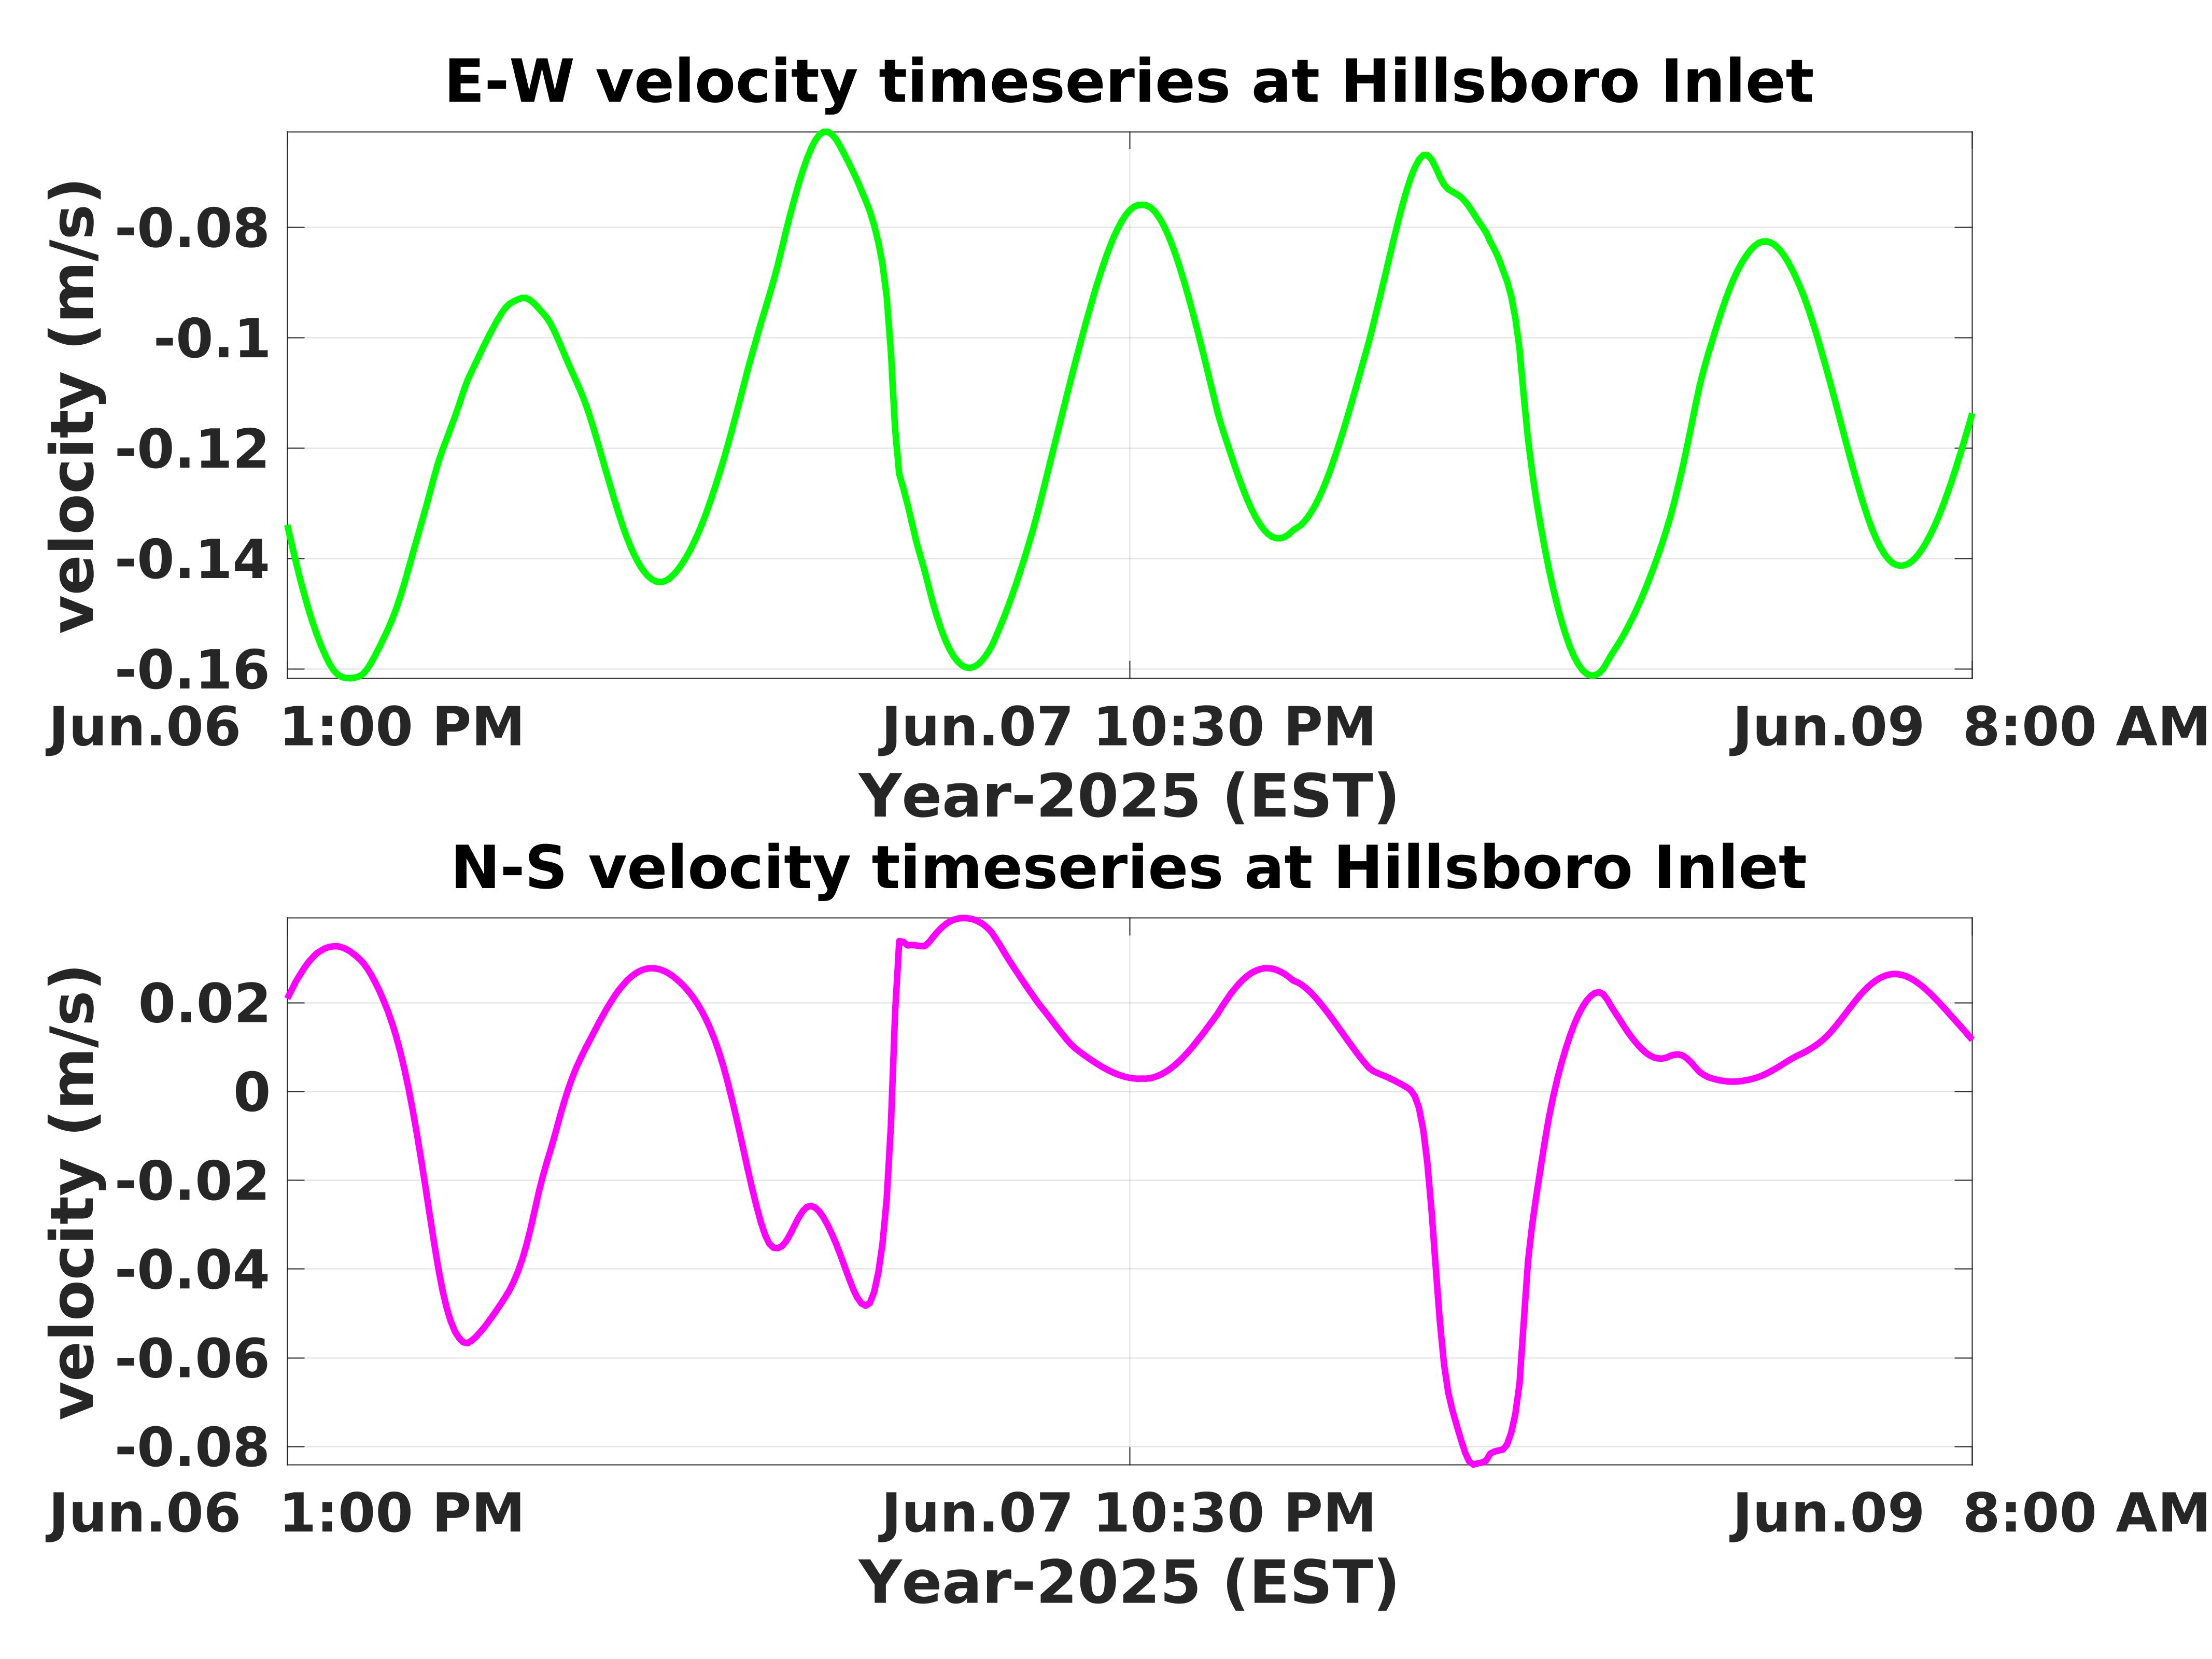 E-W velocity timeseries at Hillsboro Inlet
velocity (m/s)
-0.08
-0.1
-0.12
-0.14
-0.16
Jun.06  1:00 PM
Jun.07 10:30 PM
Jun.09  8:00 AM
Year-2025 (EST)
N-S velocity timeseries at Hillsboro Inlet
velocity (m/s)
0.02
0
-0.02
-0.04
-0.06
-0.08
Jun.06  1:00 PM
Jun.07 10:30 PM
Jun.09  8:00 AM
Year-2025 (EST)